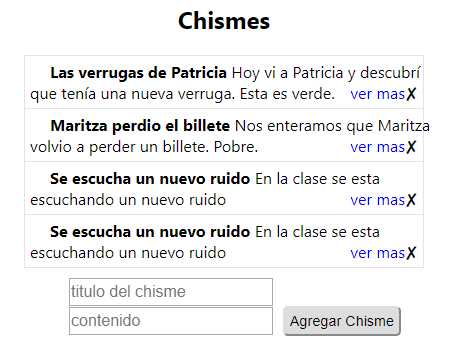 Chismes
Las verrugas de Patricia Hoy vi a Patricia y descubrí
que tenía una nueva verruga. Esta es verde. ver mas✗
Maritza perdio el billete Nos enteramos que Maritza
volvio a perder un billete. Pobre. ver mas✗
Se escucha un nuevo ruido En la clase se esta
escuchando un nuevo ruido ver mas✗
Se escucha un nuevo ruido En la clase se esta
escuchando un nuevo ruido ver mas✗
titulo del chisme
contenido Agregar Chisme